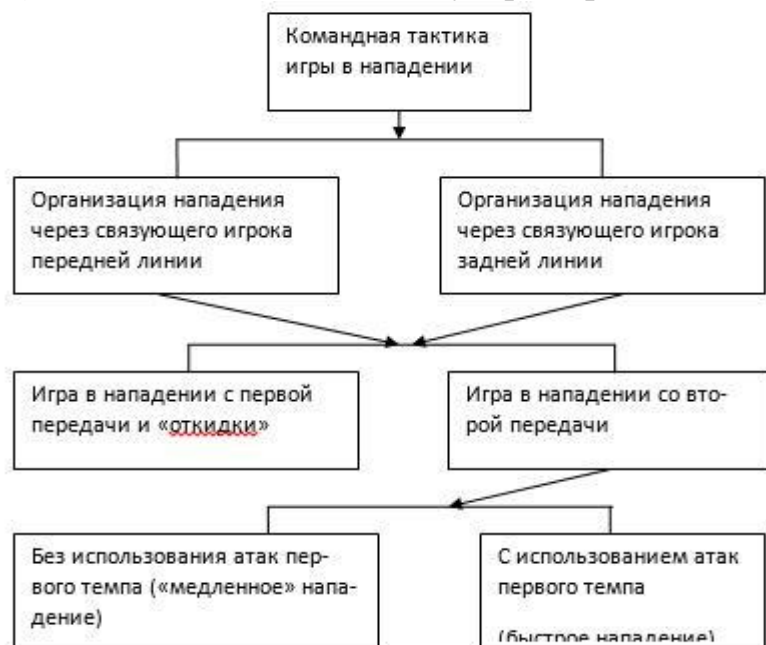 Командная тактика
игры в нападении
Организация нападения
через связующего игрока
передней линии
Организация нападения
через связующего игрока
задней линии
Игра в нападении с первой
передачи и «откидки»
Игра в нападении со вто-
рой передачи
Без использования атак пер-
вого темпа («медленное» напа-
дение)
С использованием атак
первого темпа
(быстрое нападение)